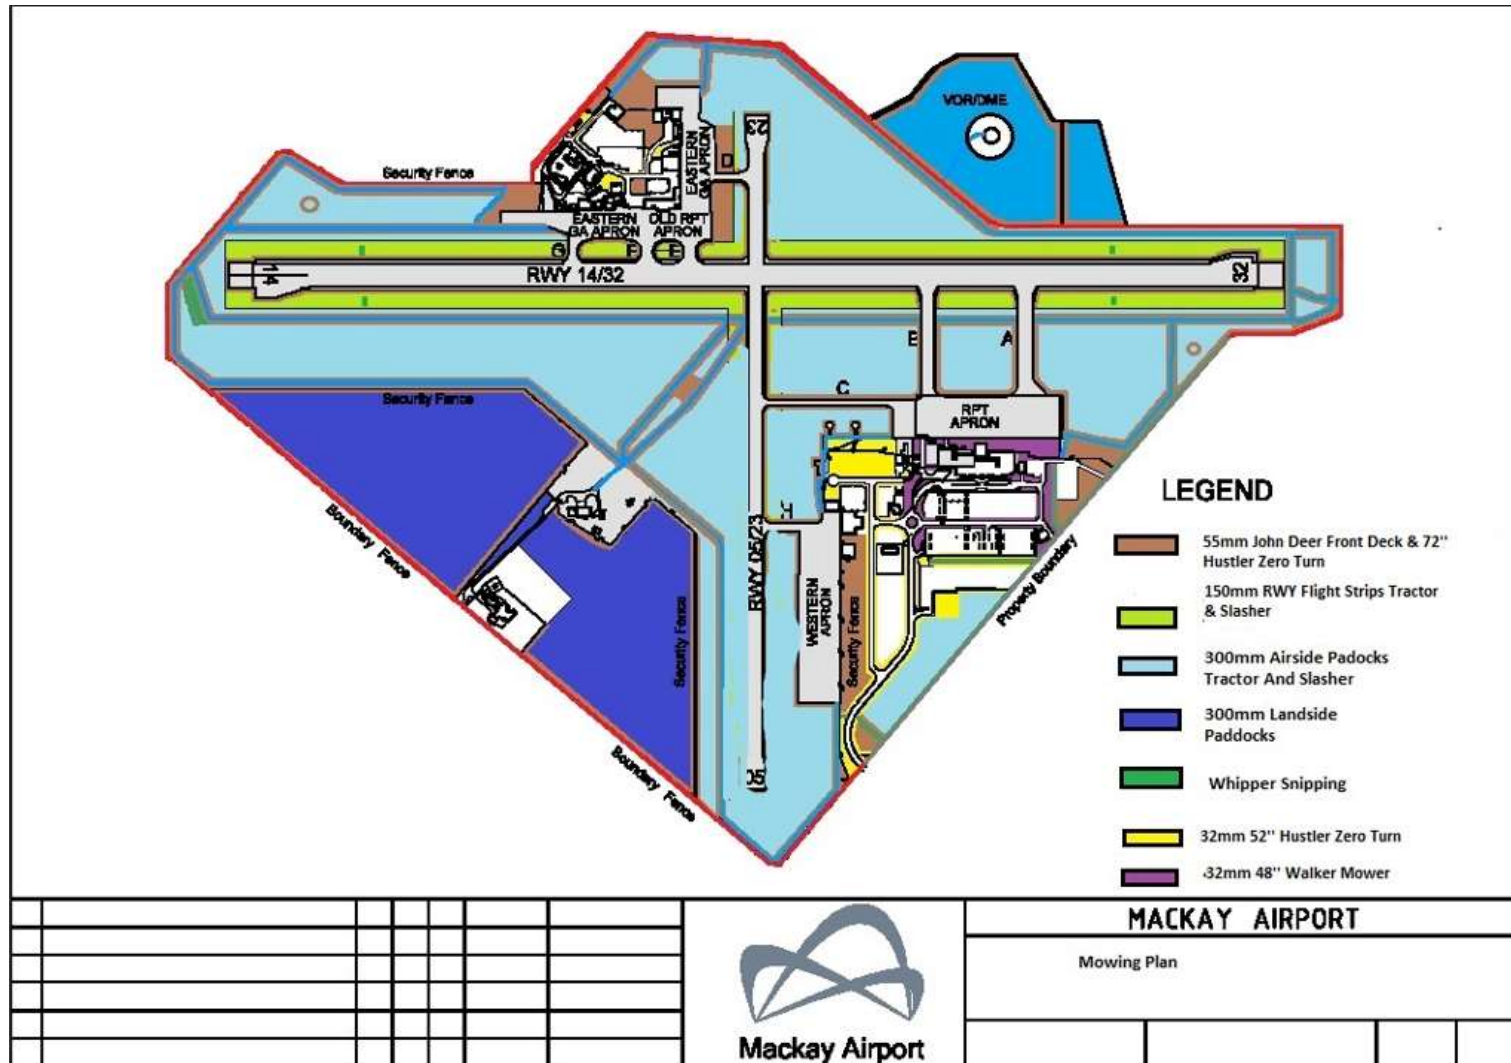 VOR/DME
Security Fence
23
D
EASTERN
GA APRON
EASTERN
GA APRON
OLD RPT
APRON
G
F
E
14
RWY 14/32
32
B
A
C
Security Fence
RPT
APRON
H
RWY 05/23
WESTERN
APRON
Security Fence
Security Fence
Boundary Fence
Boundary Fence
Property Boundary
05
LEGEND
55mm John Deer Front Deck & 72"
Hustler Zero Turn
150mm RWY Flight Strips Tractor
& Slasher
300mm Airside Padocks
Tractor And Slasher
300mm Landside
Paddocks
Whipper Snipping
32mm 52" Hustler Zero Turn
32mm 48" Walker Mower
MACKAY AIRPORT
Mowing Plan
Mackay Airport